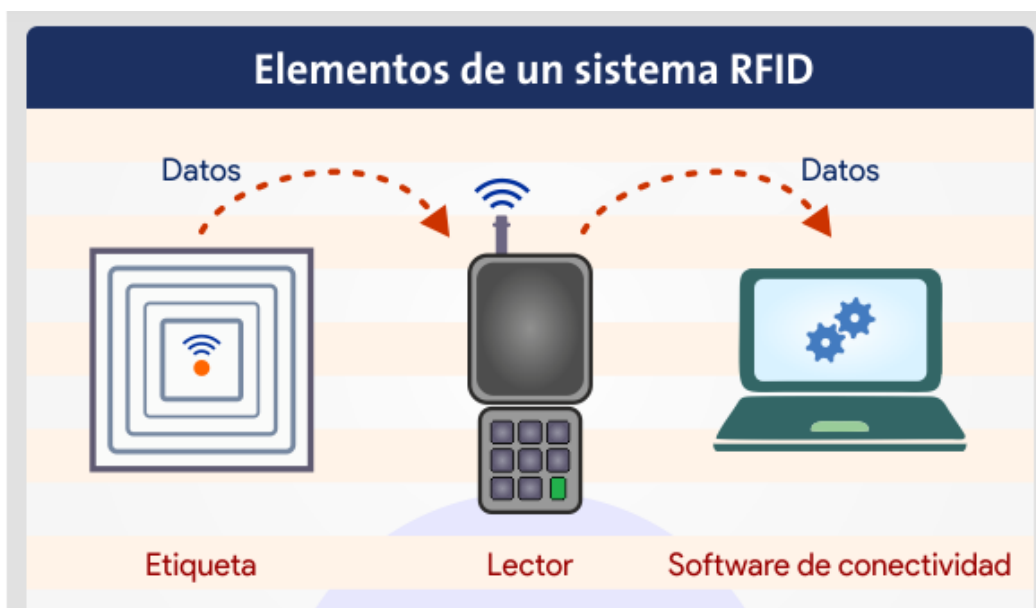 Elementos de un sistema RFID
Datos
Datos
Etiqueta
Lector
Software de conectividad